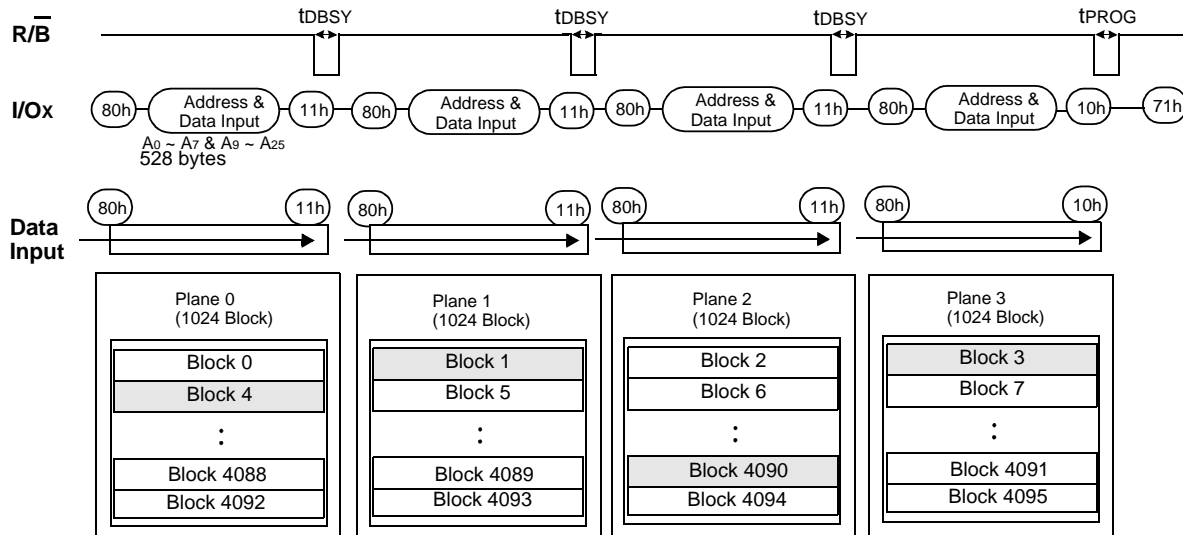 tDBSY tDBSY tDBSY tPROG
R/B
I/Ox 80h Address & Data Input 11h 80h Address & Data Input 11h 80h Address & Data Input 11h 80h Address & Data Input 10h 71h
A0 ~ A7 & A9 ~ A25
528 bytes
80h 11h 80h 11h 80h 11h 80h 10h
Data
Input
Plane 0
(1024 Block)
Block 0
Block 4
:
Block 4088
Block 4092
Plane 1
(1024 Block)
Block 1
Block 5
:
Block 4089
Block 4093
Plane 2
(1024 Block)
Block 2
Block 6
:
Block 4090
Block 4094
Plane 3
(1024 Block)
Block 3
Block 7
:
Block 4091
Block 4095